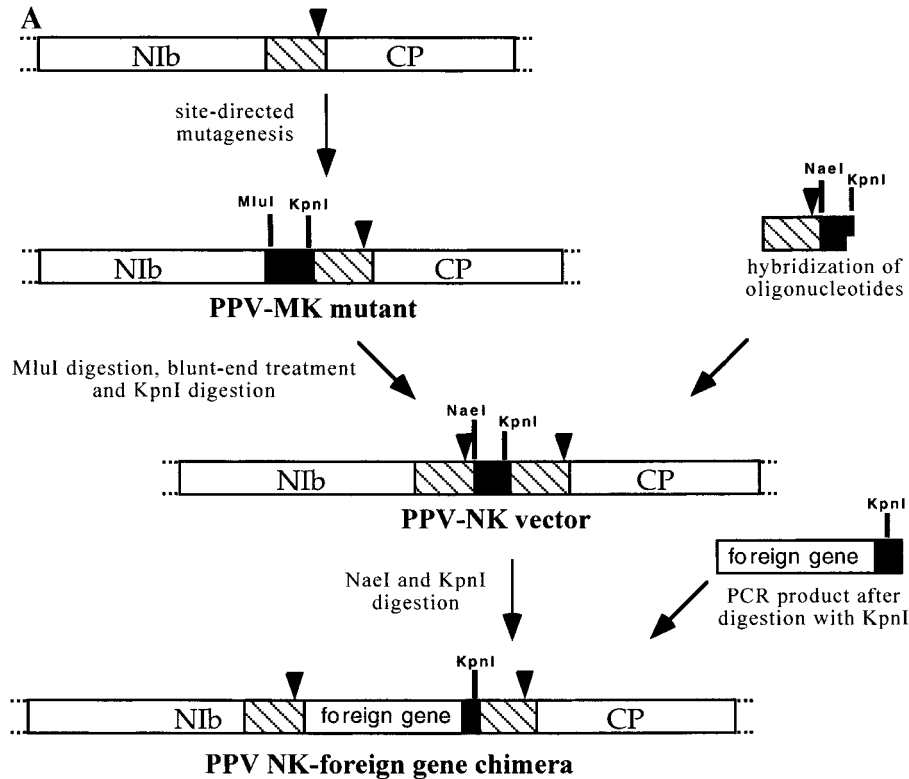 A
NIb CP
site-directed
mutagenesis
MluI KpnI
NIb CP
PPV-MK mutant
NaeI KpnI
hybridization of
oligonucleotides
MluI digestion, blunt-end treatment
and KpnI digestion
NaeI KpnI
NIb CP
PPV-NK vector
KpnI
foreign gene
PCR product after
digestion with KpnI
NaeI and KpnI
digestion
KpnI
NIb foreign gene CP
PPV NK-foreign gene chimera